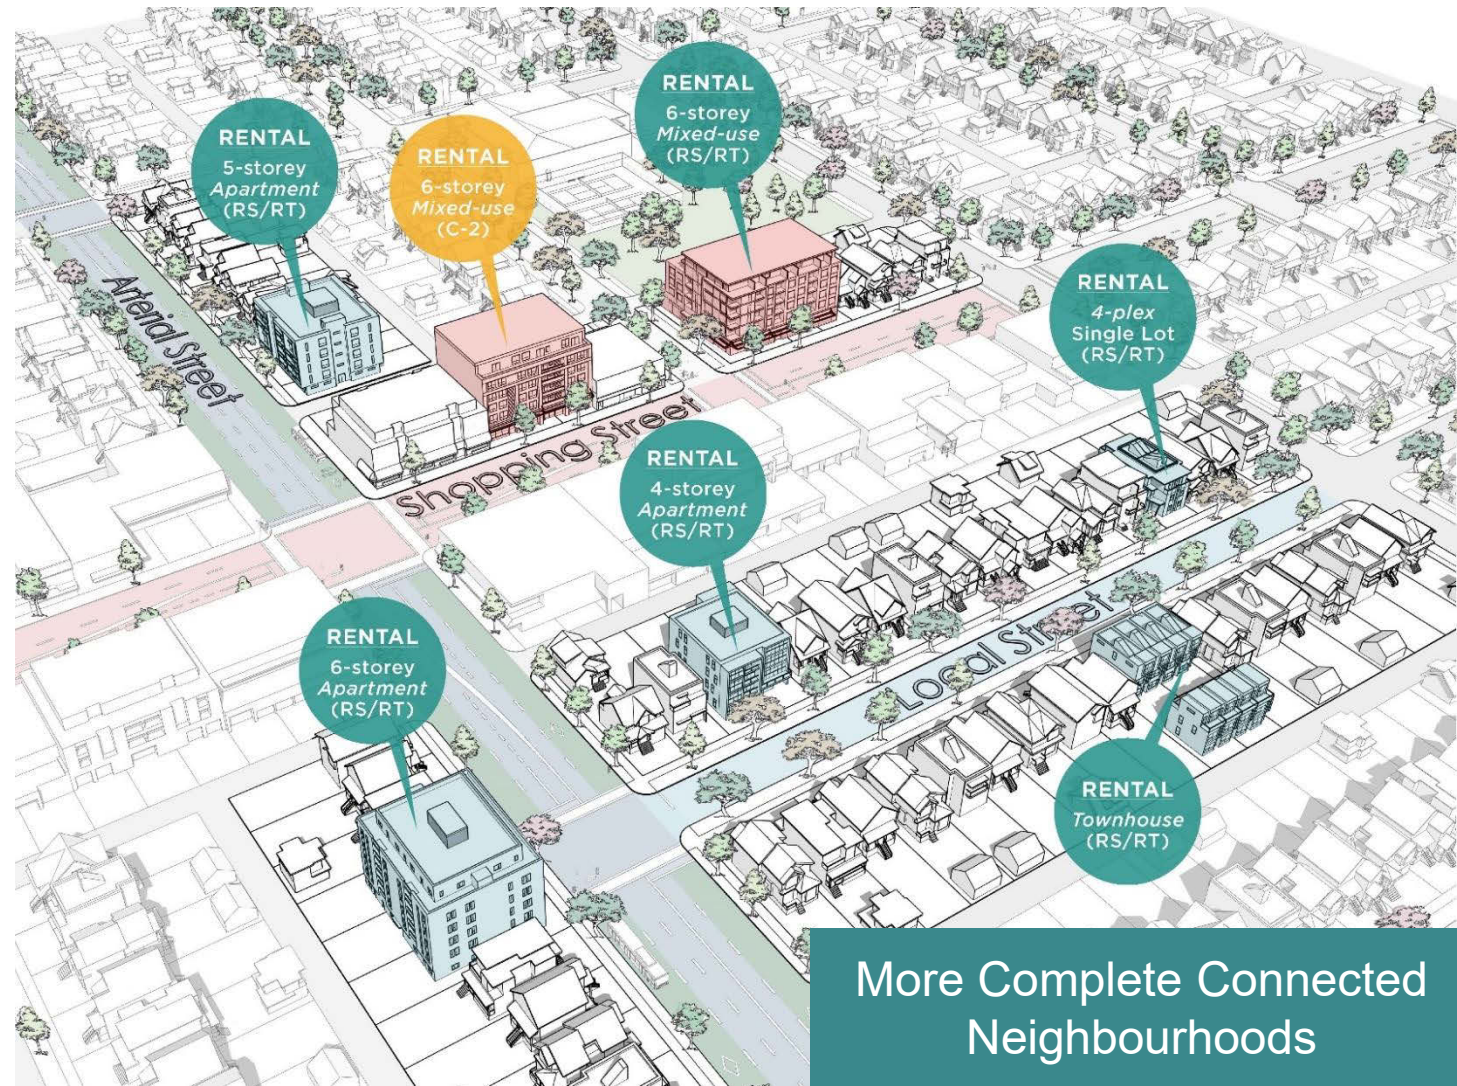 RENTAL
6-storey
Mixed-use
(RS/RT)
RENTAL
5-storey
Apartment
(RS/RT)
RENTAL
6-storey
Mixed-use
(C-2)
RENTAL
4-plex
Single Lot
(RS/RT)
Arterial Street
Shopping Street
RENTAL
4-storey
Apartment
(RS/RT)
Local Street
RENTAL
6-storey
Apartment
(RS/RT)
RENTAL
Townhouse
(RS/RT)
More Complete Connected
Neighbourhoods